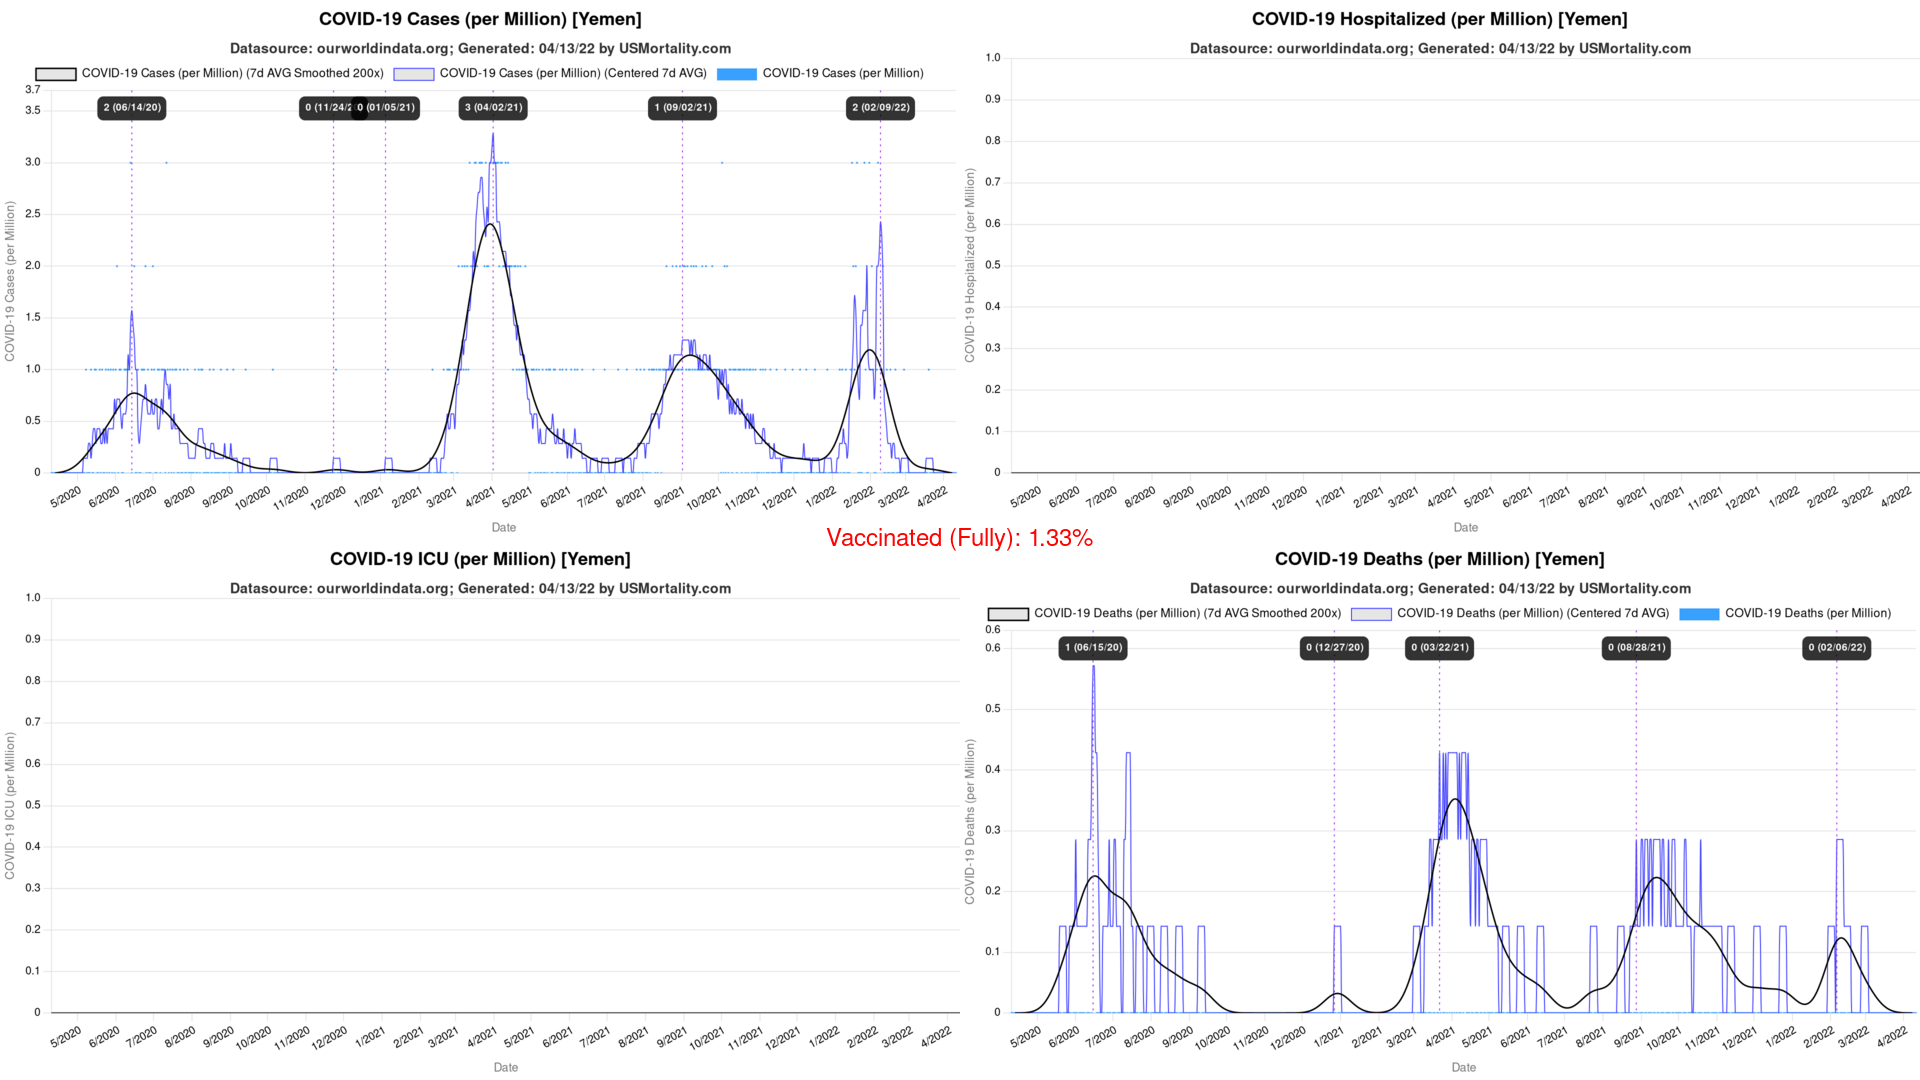 COVID-19 Cases (per Million) [Yemen]
Datasource: ourworldindata.org; Generated: 04/13/22 by USMortality.com
COVID-19 Cases (per Million) (7d AVG Smoothed 200x) COVID-19 Cases (per Million) (Centered 7d AVG) COVID-19 Cases (per Million)
3.7
3.5
3.0
2.5
2.0
1.5
1.0
0.5
0
COVID-19 Cases (per Million)
2 (06/14/20) 0 (11/24/2 0 (01/05/21) 3 (04/02/21) 1 (09/02/21) 2 (02/09/22)
5/2020 6/2020 7/2020 8/2020 9/2020 10/2020 11/2020 12/2020 1/2021 2/2021 3/2021 4/2021 5/2021 6/2021 7/2021 8/2021 9/2021 10/2021 11/2021 12/2021 1/2022 2/2022 3/2022 4/2022
Date
COVID-19 Hospitalized (per Million) [Yemen]
Datasource: ourworldindata.org; Generated: 04/13/22 by USMortality.com
1.0
0.9
0.8
0.7
0.6
0.5
0.4
0.3
0.2
0.1
0
COVID-19 Hospitalized (per Million)
5/2020 6/2020 7/2020 8/2020 9/2020 10/2020 11/2020 12/2020 1/2021 2/2021 3/2021 4/2021 5/2021 6/2021 7/2021 8/2021 9/2021 10/2021 11/2021 12/2021 1/2022 2/2022 3/2022 4/2022
Date
Vaccinated (Fully): 1.33%
COVID-19 ICU (per Million) [Yemen]
Datasource: ourworldindata.org; Generated: 04/13/22 by USMortality.com
1.0
0.9
0.8
0.7
0.6
0.5
0.4
0.3
0.2
0.1
0
COVID-19 ICU (per Million)
5/2020 6/2020 7/2020 8/2020 9/2020 10/2020 11/2020 12/2020 1/2021 2/2021 3/2021 4/2021 5/2021 6/2021 7/2021 8/2021 9/2021 10/2021 11/2021 12/2021 1/2022 2/2022 3/2022 4/2022
Date
COVID-19 Deaths (per Million) [Yemen]
Datasource: ourworldindata.org; Generated: 04/13/22 by USMortality.com
COVID-19 Deaths (per Million) (7d AVG Smoothed 200x) COVID-19 Deaths (per Million) (Centered 7d AVG) COVID-19 Deaths (per Million)
0.6
0.6
0.5
0.4
0.3
0.2
0.1
0
COVID-19 Deaths (per Million)
1 (06/15/20) 0 (12/27/20) 0 (03/22/21) 0 (08/28/21) 0 (02/06/22)
5/2020 6/2020 7/2020 8/2020 9/2020 10/2020 11/2020 12/2020 1/2021 2/2021 3/2021 4/2021 5/2021 6/2021 7/2021 8/2021 9/2021 10/2021 11/2021 12/2021 1/2022 2/2022 3/2022 4/2022
Date